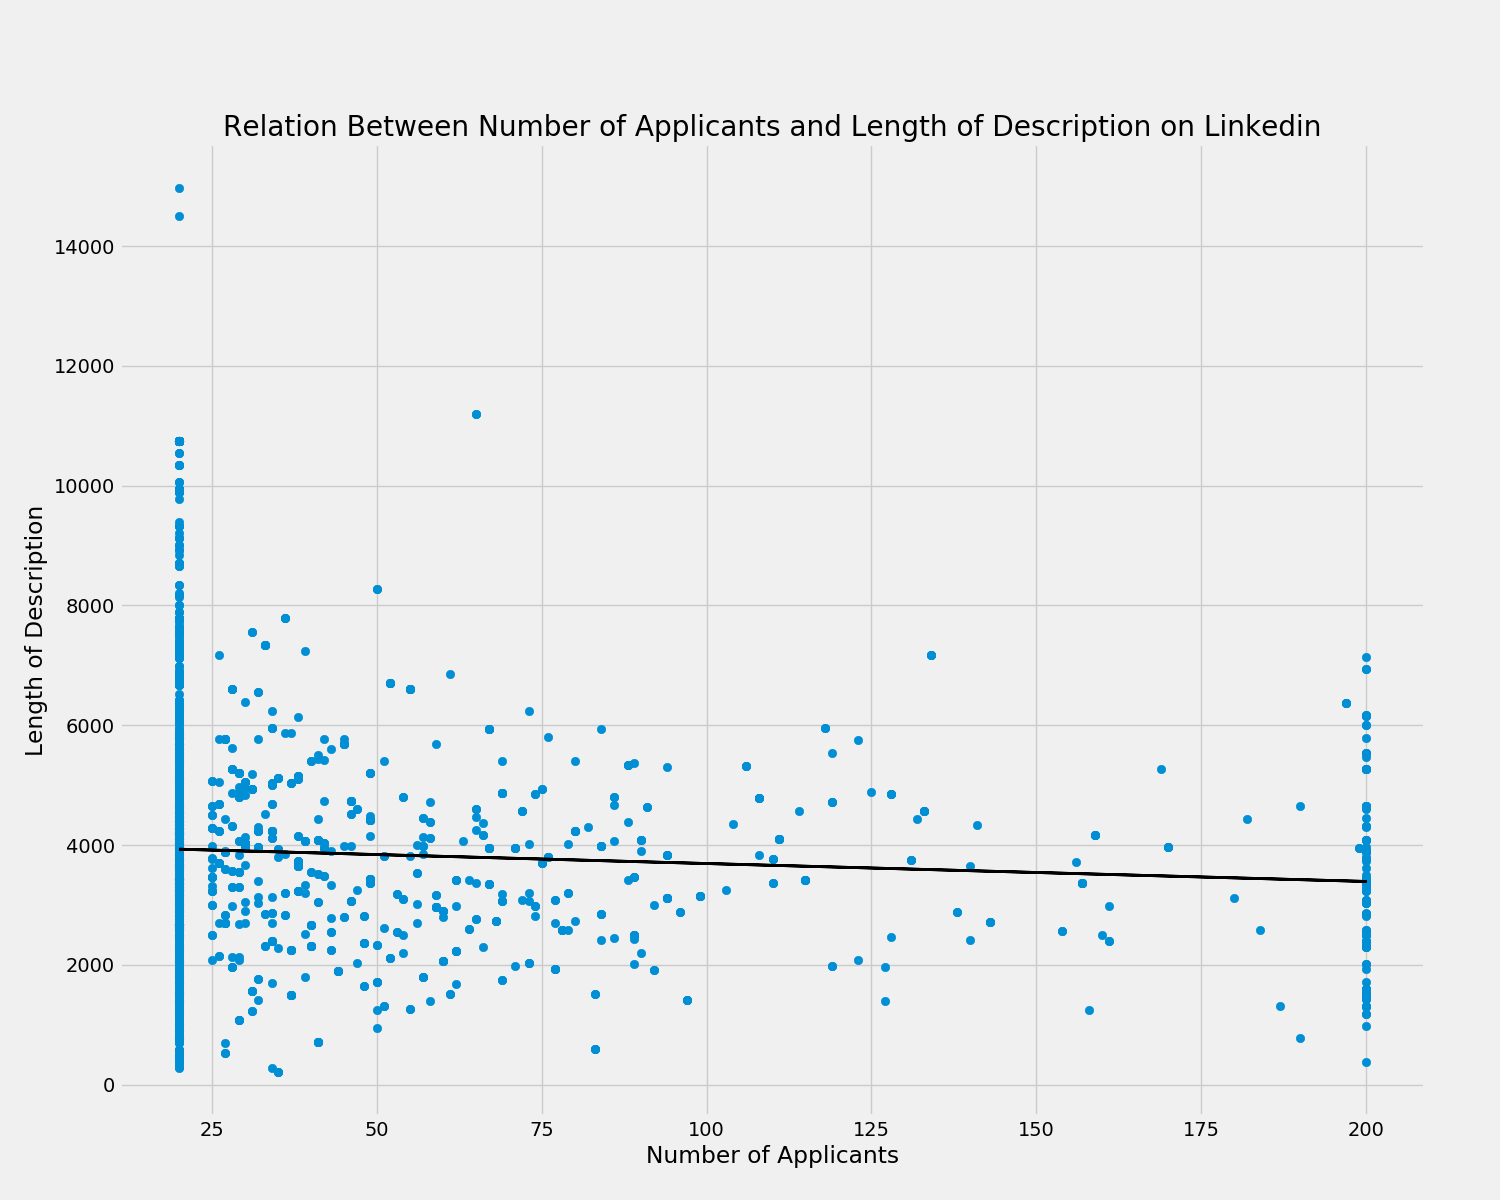 Relation Between Number of Applicants and Length of Description on Linkedin
14000
12000
10000
8000
6000
4000
2000
0
Length of Description
25 50 75 100 125 150 175 200
Number of Applicants